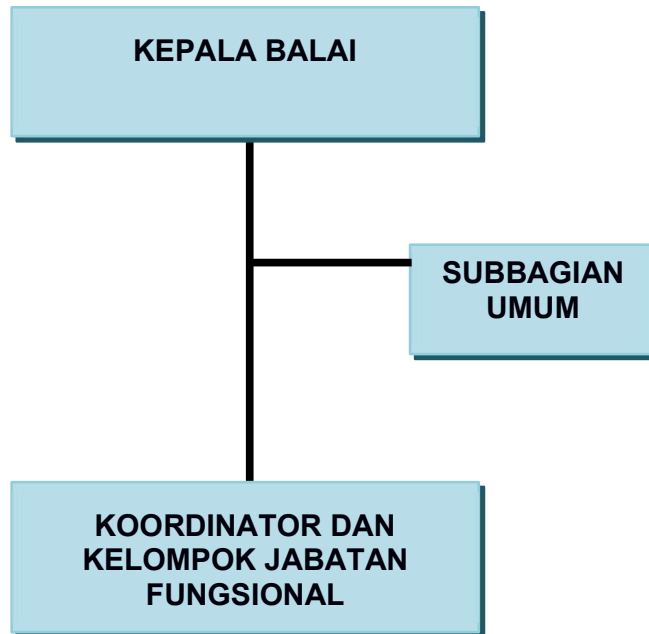 KEPALA BALAI
SUBBAGIAN
UMUM
KOORDINATOR DAN
KELOMPOK JABATAN
FUNGSIONAL